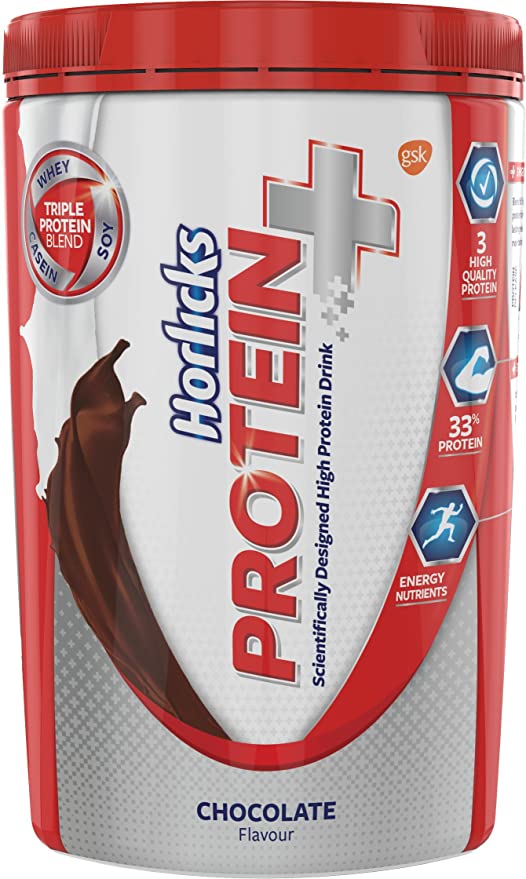 WHEY
CASEIN
SOY
TRIPLE
PROTEIN
BLEND
Horlicks
PROTEIN+
Scientifically Designed High Protein Drink
gsk
3
HIGH
QUALITY
PROTEIN
33%
PROTEIN
ENERGY
NUTRIENTS
CHOCOLATE
Flavour